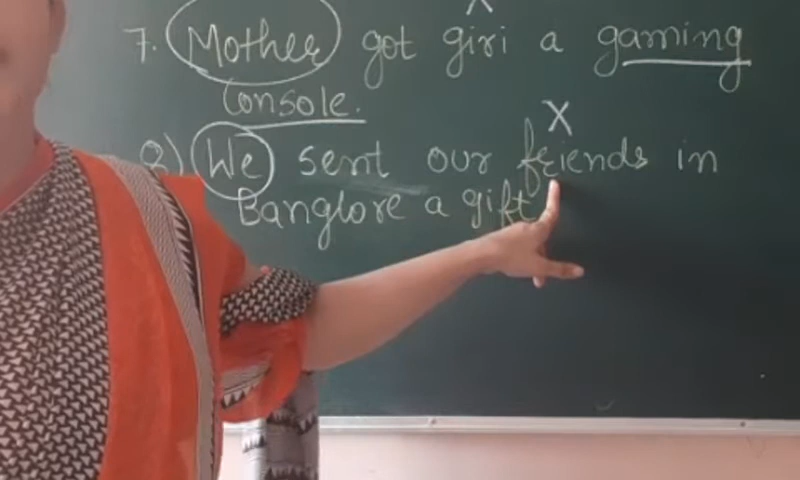 X
7. Mother got giri a gaming
console.
X
8) We sent our friends in
Banglore a gift